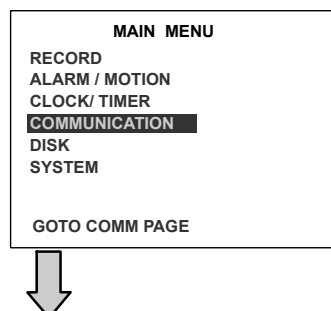 MAIN MENU
RECORD
ALARM / MOTION
CLOCK/ TIMER
COMMUNICATION
DISK
SYSTEM
GOTO COMM PAGE